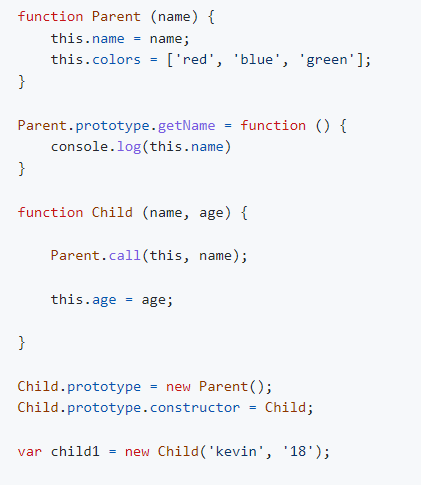 function Parent (name) {
    this.name = name;
    this.colors = ['red', 'blue', 'green'];
}
Parent.prototype.getName = function () {
    console.log(this.name)
}
function Child (name, age) {
    Parent.call(this, name);
    this.age = age;
}
Child.prototype = new Parent();
Child.prototype.constructor = Child;
var child1 = new Child('kevin', '18');